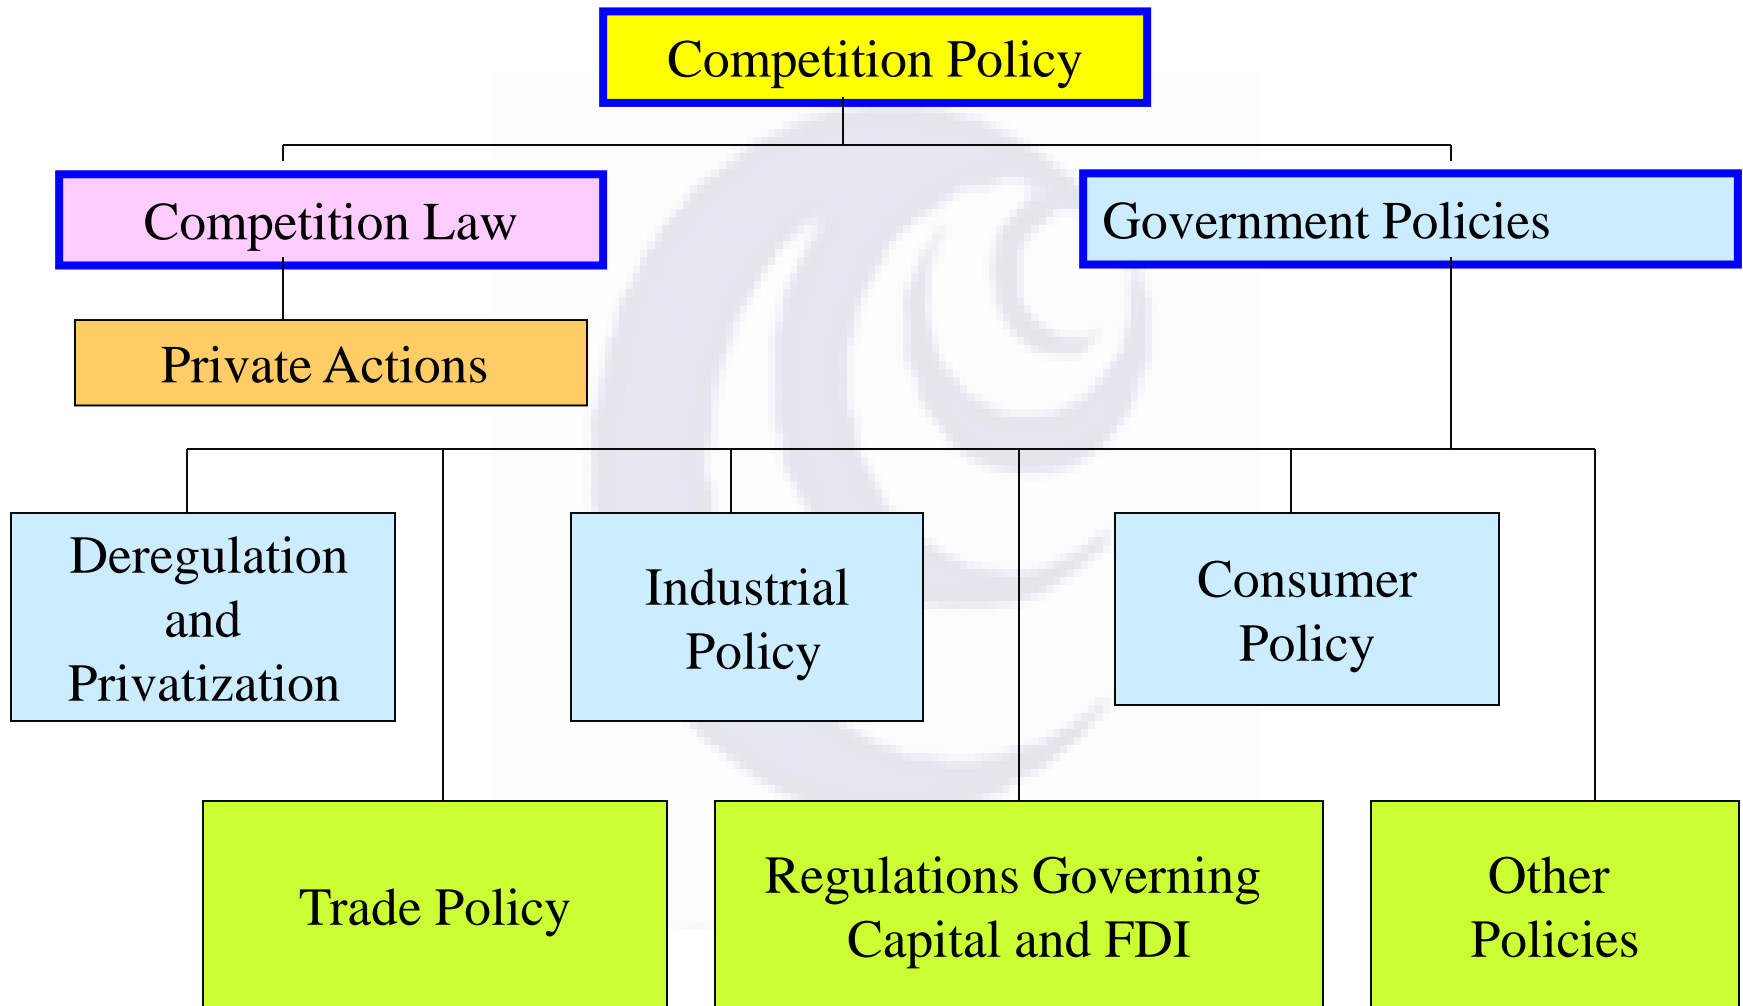 Competition Policy
Competition Law
Government Policies
Private Actions
Deregulation
and
Privatization
Industrial
Policy
Consumer
Policy
Trade Policy
Regulations Governing
Capital and FDI
Other
Policies